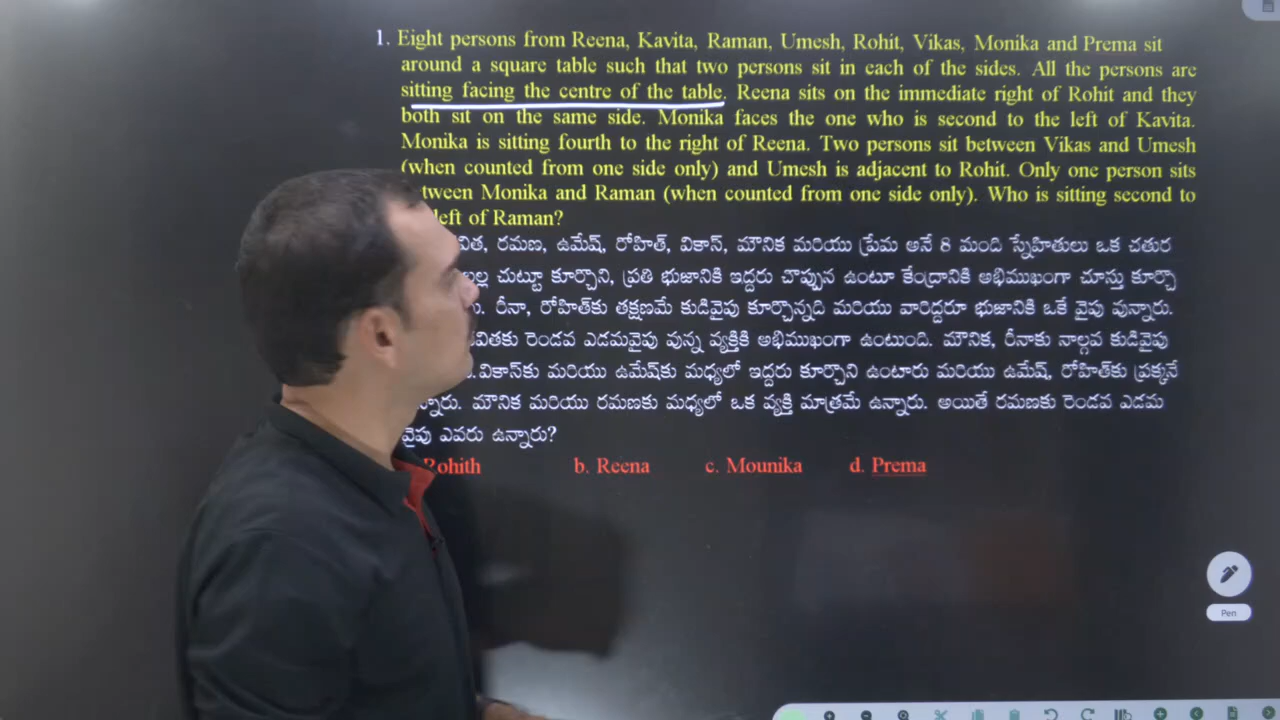 1. Eight persons from Reena, Kavita, Raman, Umesh, Rohit, Vikas, Monika and Prema sit
around a square table such that two persons sit in each of the sides. All the persons are
sitting facing the centre of the table. Reena sits on the immediate right of Rohit and they
both sit on the same side. Monika faces the one who is second to the left of Kavita.
Monika is sitting fourth to the right of Reena. Two persons sit between Vikas and Umesh
(when counted from one side only) and Umesh is adjacent to Rohit. Only one person sits
tween Monika and Raman (when counted from one side only). Who is sitting second to
left of Raman?
రమణ, ఉమేష్, రోహిత్, వికాస్, మౌనిక మరియు ప్రేమ అనే 8 మంది స్నేహితులు ఒక చతుర
చుట్టూ కూర్చొని, ప్రతి భుజానికి ఇద్దరు చొప్పున ఉంటూ కేంద్రానికి అభిముఖంగా చూస్తు కూర్చొ
రీనా, రోహిత్‌కు తక్షణమే కుడివైపు కూర్చొన్నది మరియు వారిద్దరూ భుజానికి ఒకే వైపు వున్నారు.
వితకు రెండవ ఎడమవైపు వున్న వ్యక్తికి అభిముఖంగా ఉంటుంది. మౌనిక, రీనాకు నాల్గవ కుడివైపు
.వికాస్‌కు మరియు ఉమేష్‌కు మధ్యలో ఇద్దరు కూర్చొని ఉంటారు మరియు ఉమేష్, రోహిత్‌కు ప్రక్కనే
న్నారు. మౌనిక మరియు రమణకు మధ్యలో ఒక వ్యక్తి మాత్రమే ఉన్నారు. అయితే రమణకు రెండవ ఎడమ
వైపు ఎవరు ఉన్నారు?
Rohith b. Reena c. Mounika d. Prema
Pen